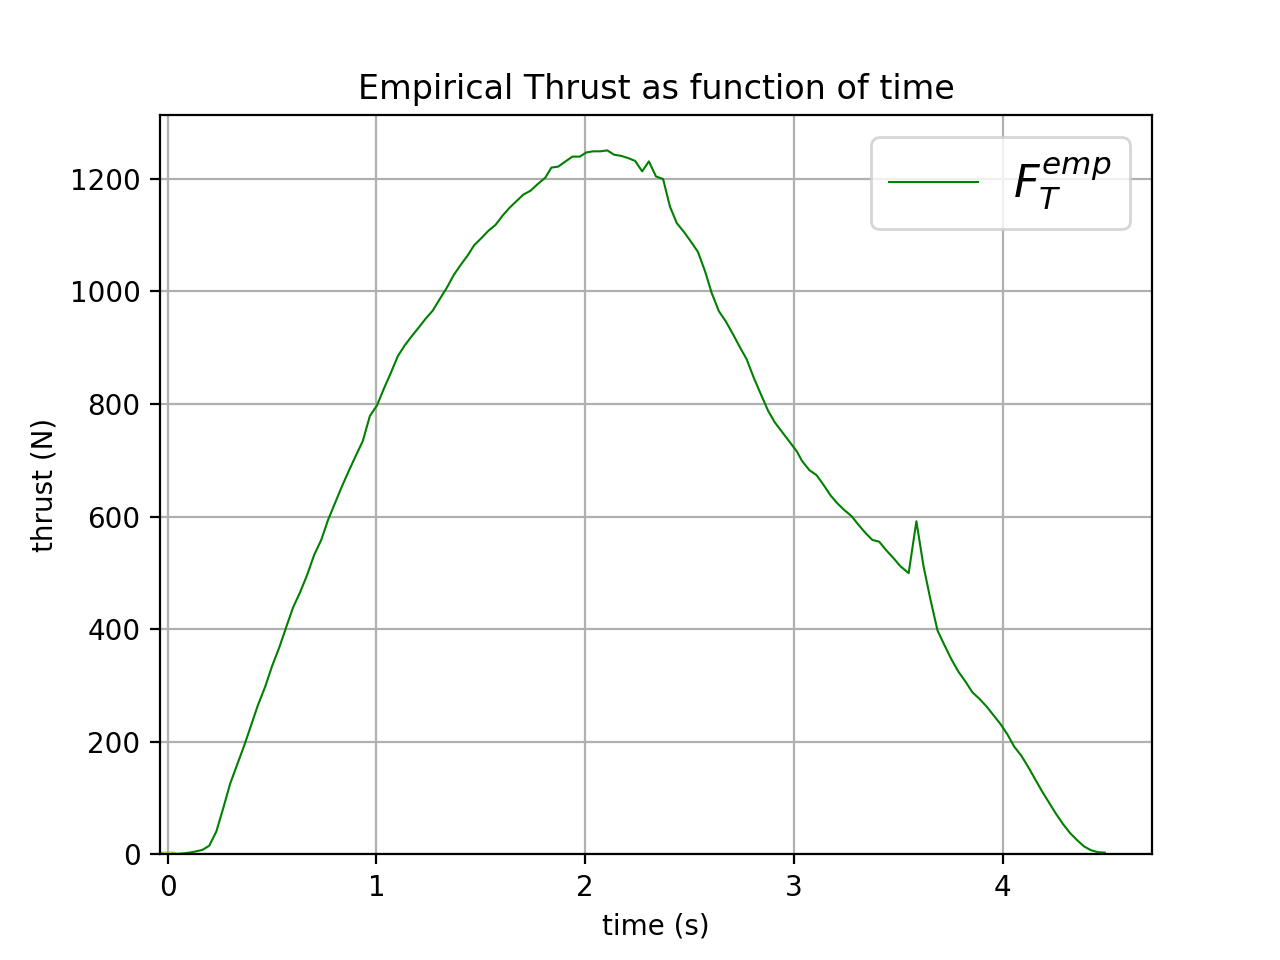 Empirical Thrust as function of time
F_T^{emp}
thrust (N)
1200
1000
800
600
400
200
0
0 1 2 3 4
time (s)